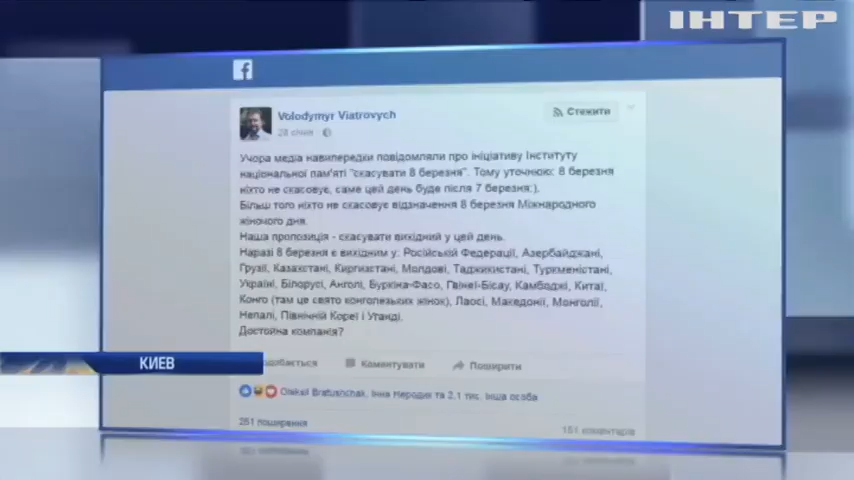 ІНТЕР
Volodymyr Viatrovych
Стежити
28 січня
Учора медіа навипередки повідомляли про ініціативу Інституту
національної пам'яті "скасувати 8 березня". Тому уточнюю: 8 березня
ніхто не скасовує, саме цей день буде після 7 березня:).
Більш того ніхто не скасовує відзначення 8 березня Міжнародного
жіночого дня.
Наша пропозиція - скасувати вихідний у цей день.
Наразі 8 березня є вихідним у: Російській Федерації, Азербайджані,
Грузії, Казахстані, Киргизстані, Молдові, Таджикистані, Туркменістані,
Україні, Білорусі, Анголі, Буркіна-Фасо, Гвінеї-Бісау, Камбоджі, Китаї,
Конго (там це свято конголезьких жінок), Лаосі, Македонії, Монголії,
Непалі, Північній Кореї і Уганді.
Достойна компанія?
КИЕВ
одобається
Коментувати
Поширити
Oleksii Bratushchak, Інна Неродик та 2,1 тис. інша особа
261 поширення
151 коментарів